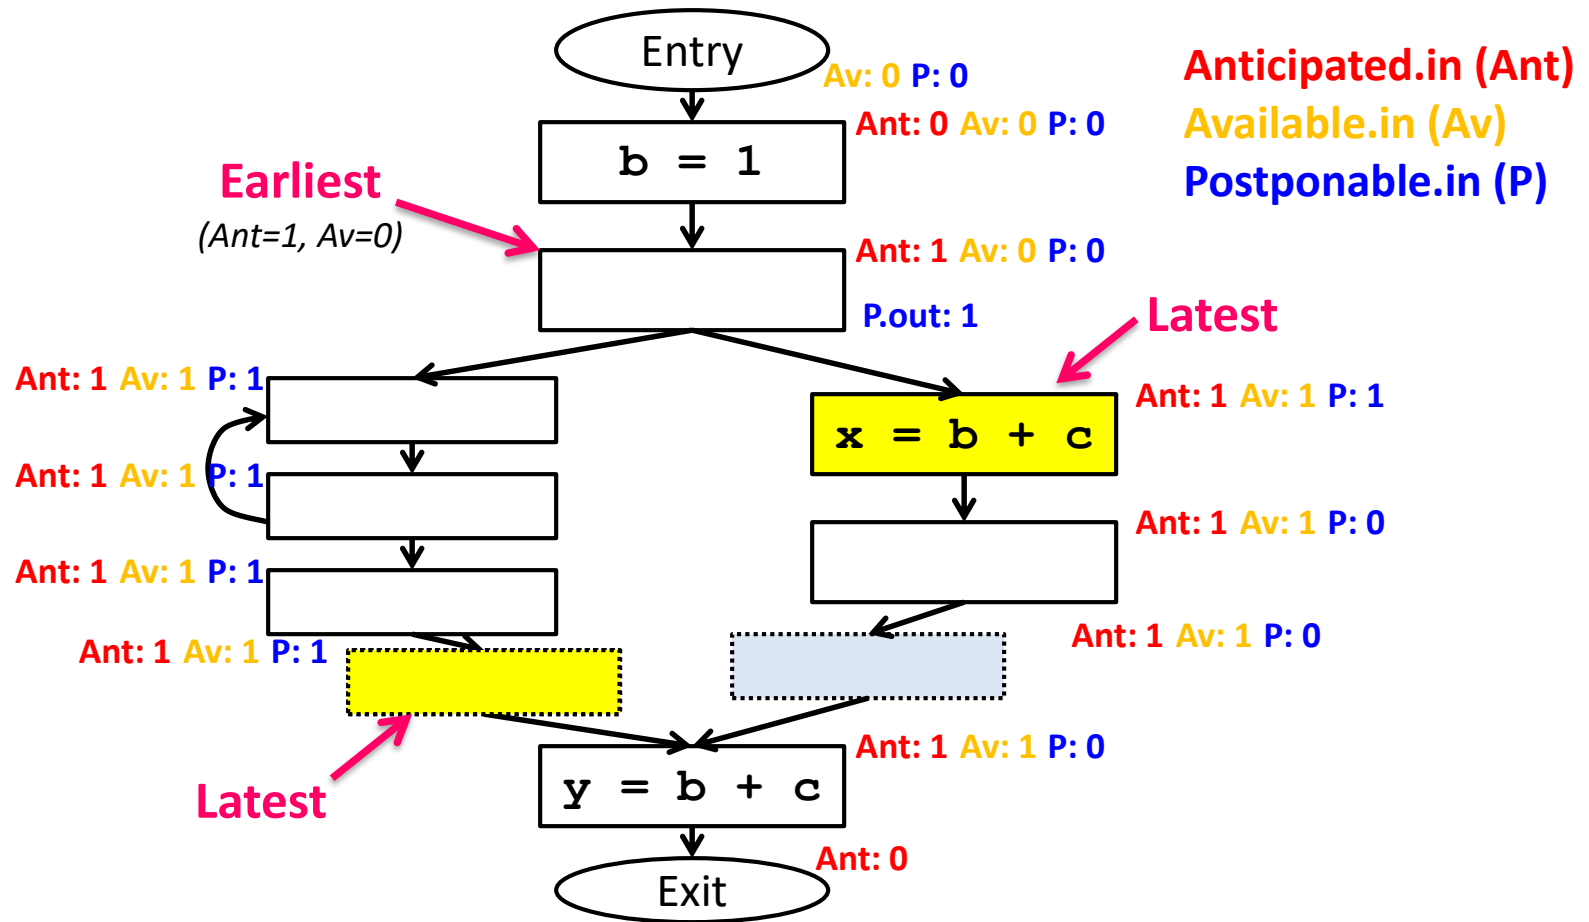 Entry
Anticipated.in (Ant)
Av: 0 P: 0
Available.in (Av)
Ant: 0 Av: 0 P: 0
b = 1
Postponable.in (P)
Earliest
(Ant=1, Av=0)
Ant: 1 Av: 0 P: 0
P.out: 1
Latest
Ant: 1 Av: 1 P: 1
Ant: 1 Av: 1 P: 1
x = b + c
Ant: 1 Av: 1 P: 1
Ant: 1 Av: 1 P: 0
Ant: 1 Av: 1 P: 1
Ant: 1 Av: 1 P: 0
Ant: 1 Av: 1 P: 1
Ant: 1 Av: 1 P: 0
y = b + c
Latest
Ant: 0
Exit